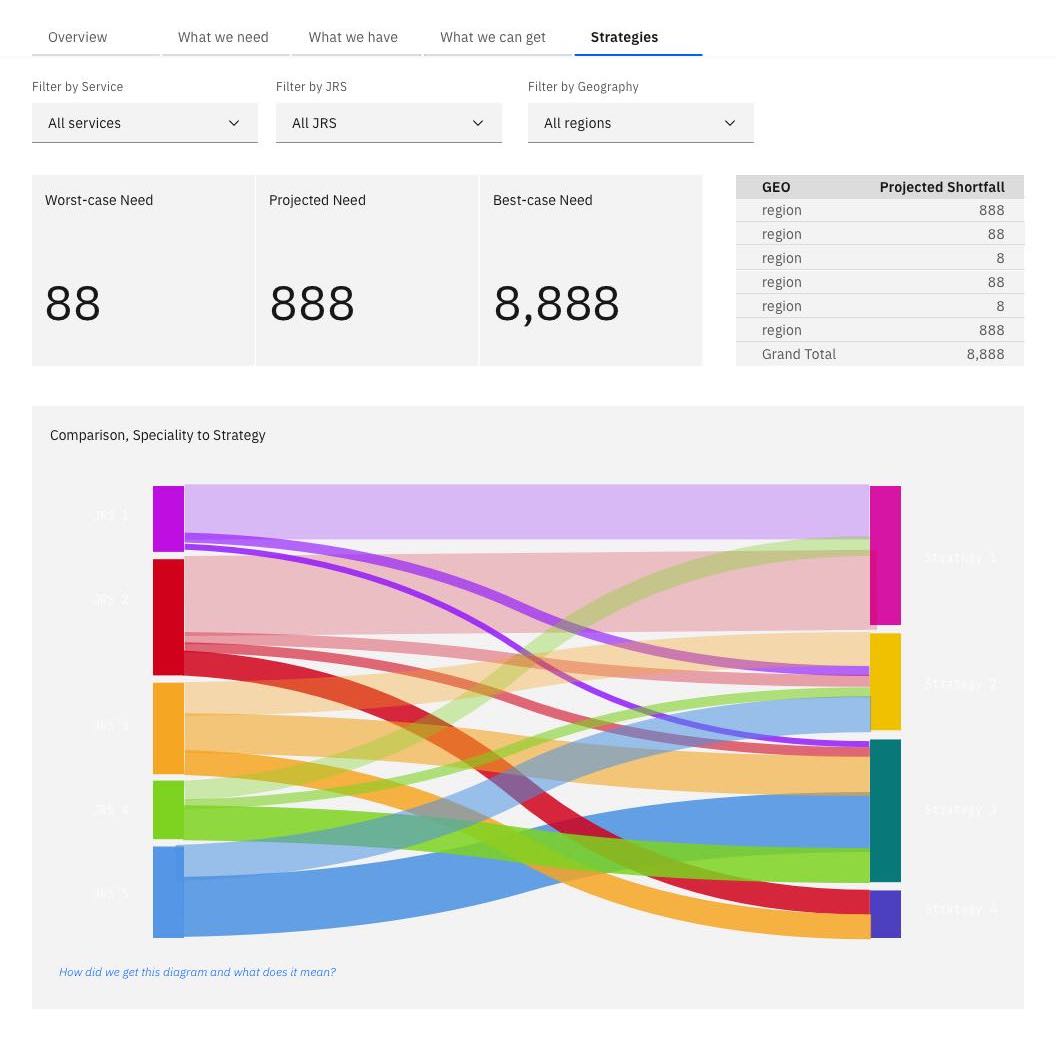 Overview What we need What we have What we can get Strategies
Filter by Service Filter by JRS Filter by Geography
All services All JRS All regions
Worst-case Need Projected Need Best-case Need
88 888 8,888
GEO Projected Shortfall
region 888
region 88
region 8
region 88
region 8
region 888
Grand Total 8,888
Comparison, Speciality to Strategy
JRS 1
JRS 2
JRS 3
JRS 4
JRS 5
Strategy 1
Strategy 2
Strategy 3
Strategy 4
How did we get this diagram and what does it mean?